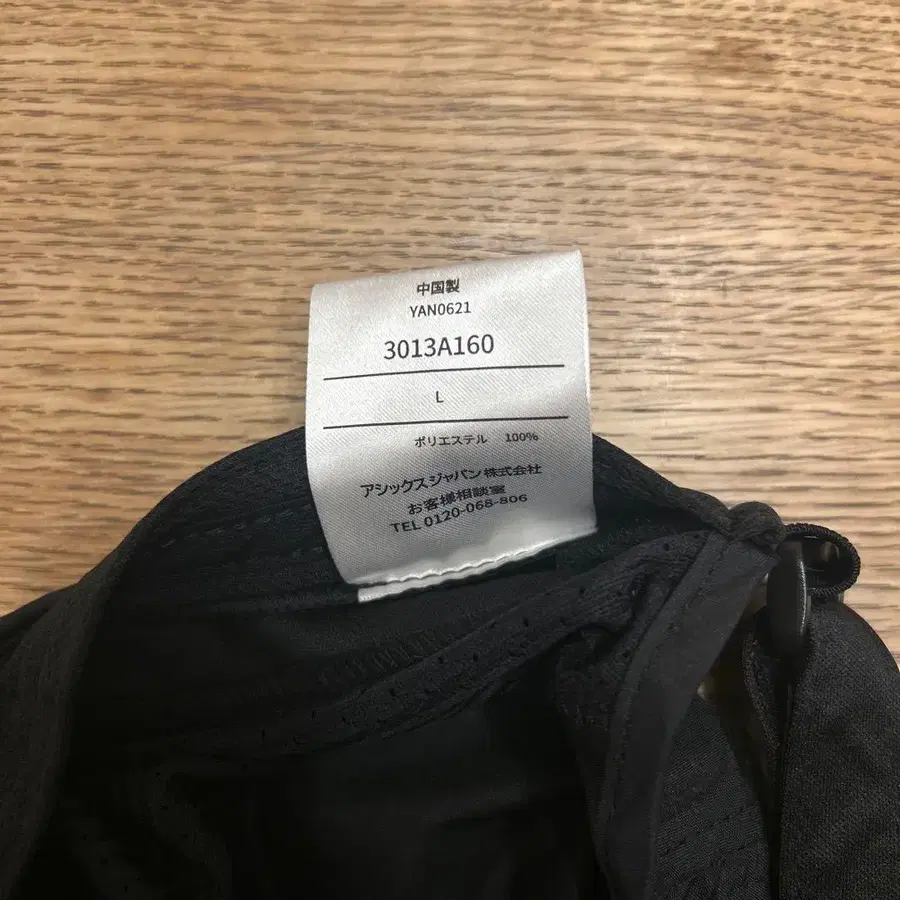 中国製
YAN0621
3013A160
L
ポリエステル 100%
アシックスジャパン株式会社
お客様相談室
TEL 0120-068-806